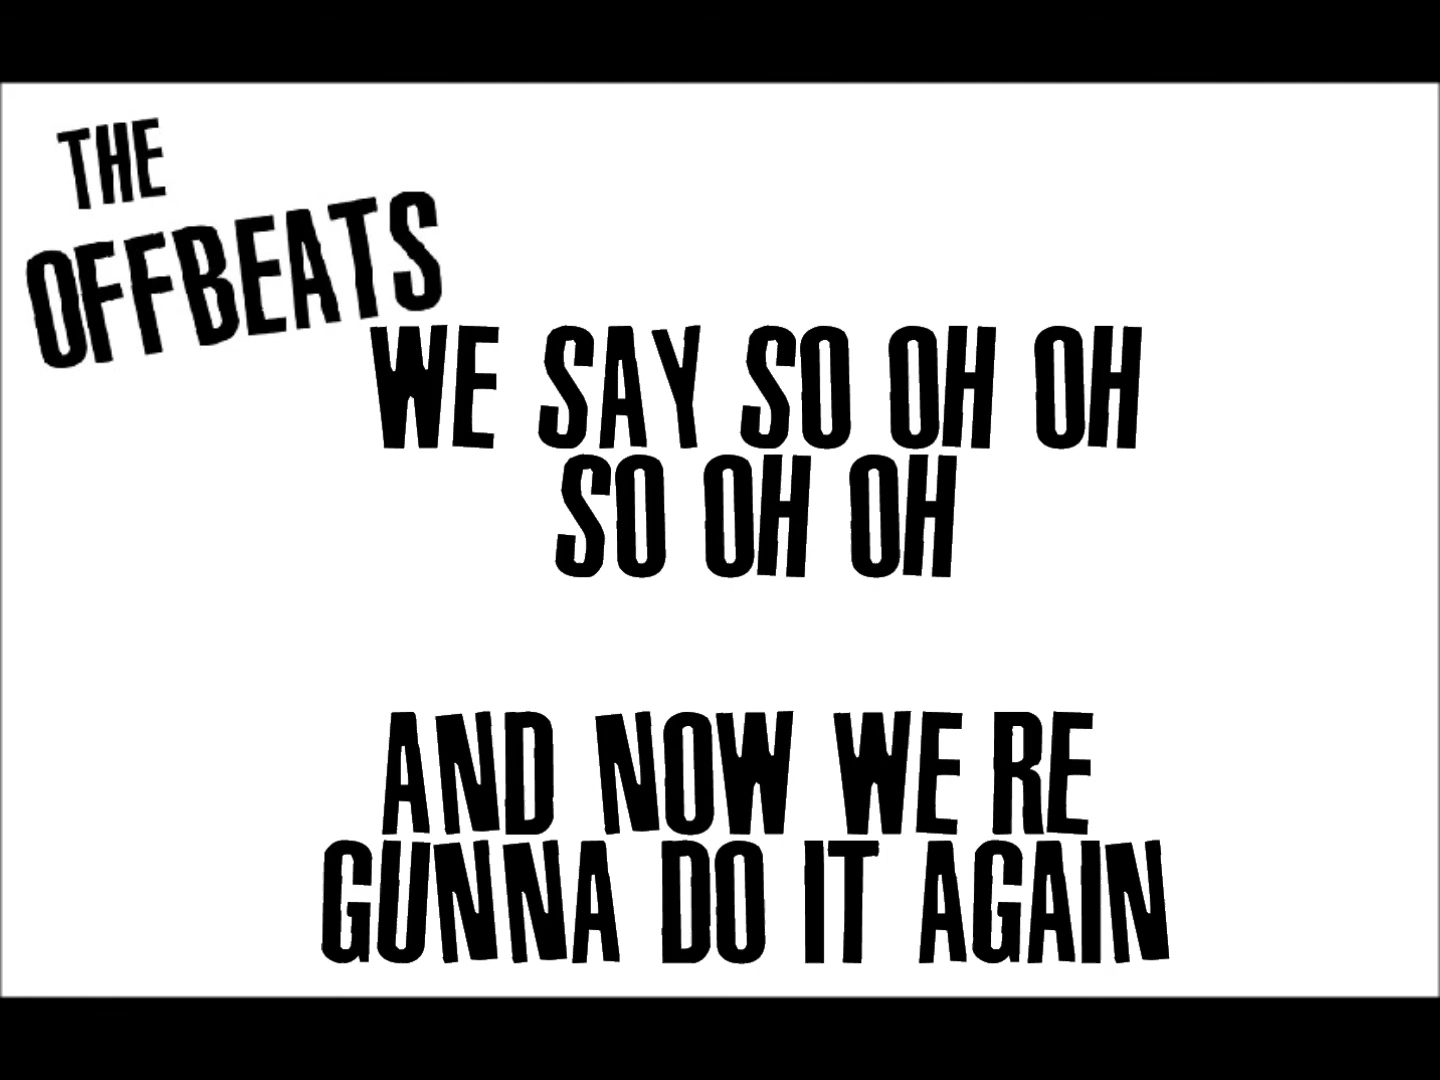 THE
OFFBEATS
WE SAY SO OH OH
SO OH OH
AND NOW WE RE
GUNNA DO IT AGAIN